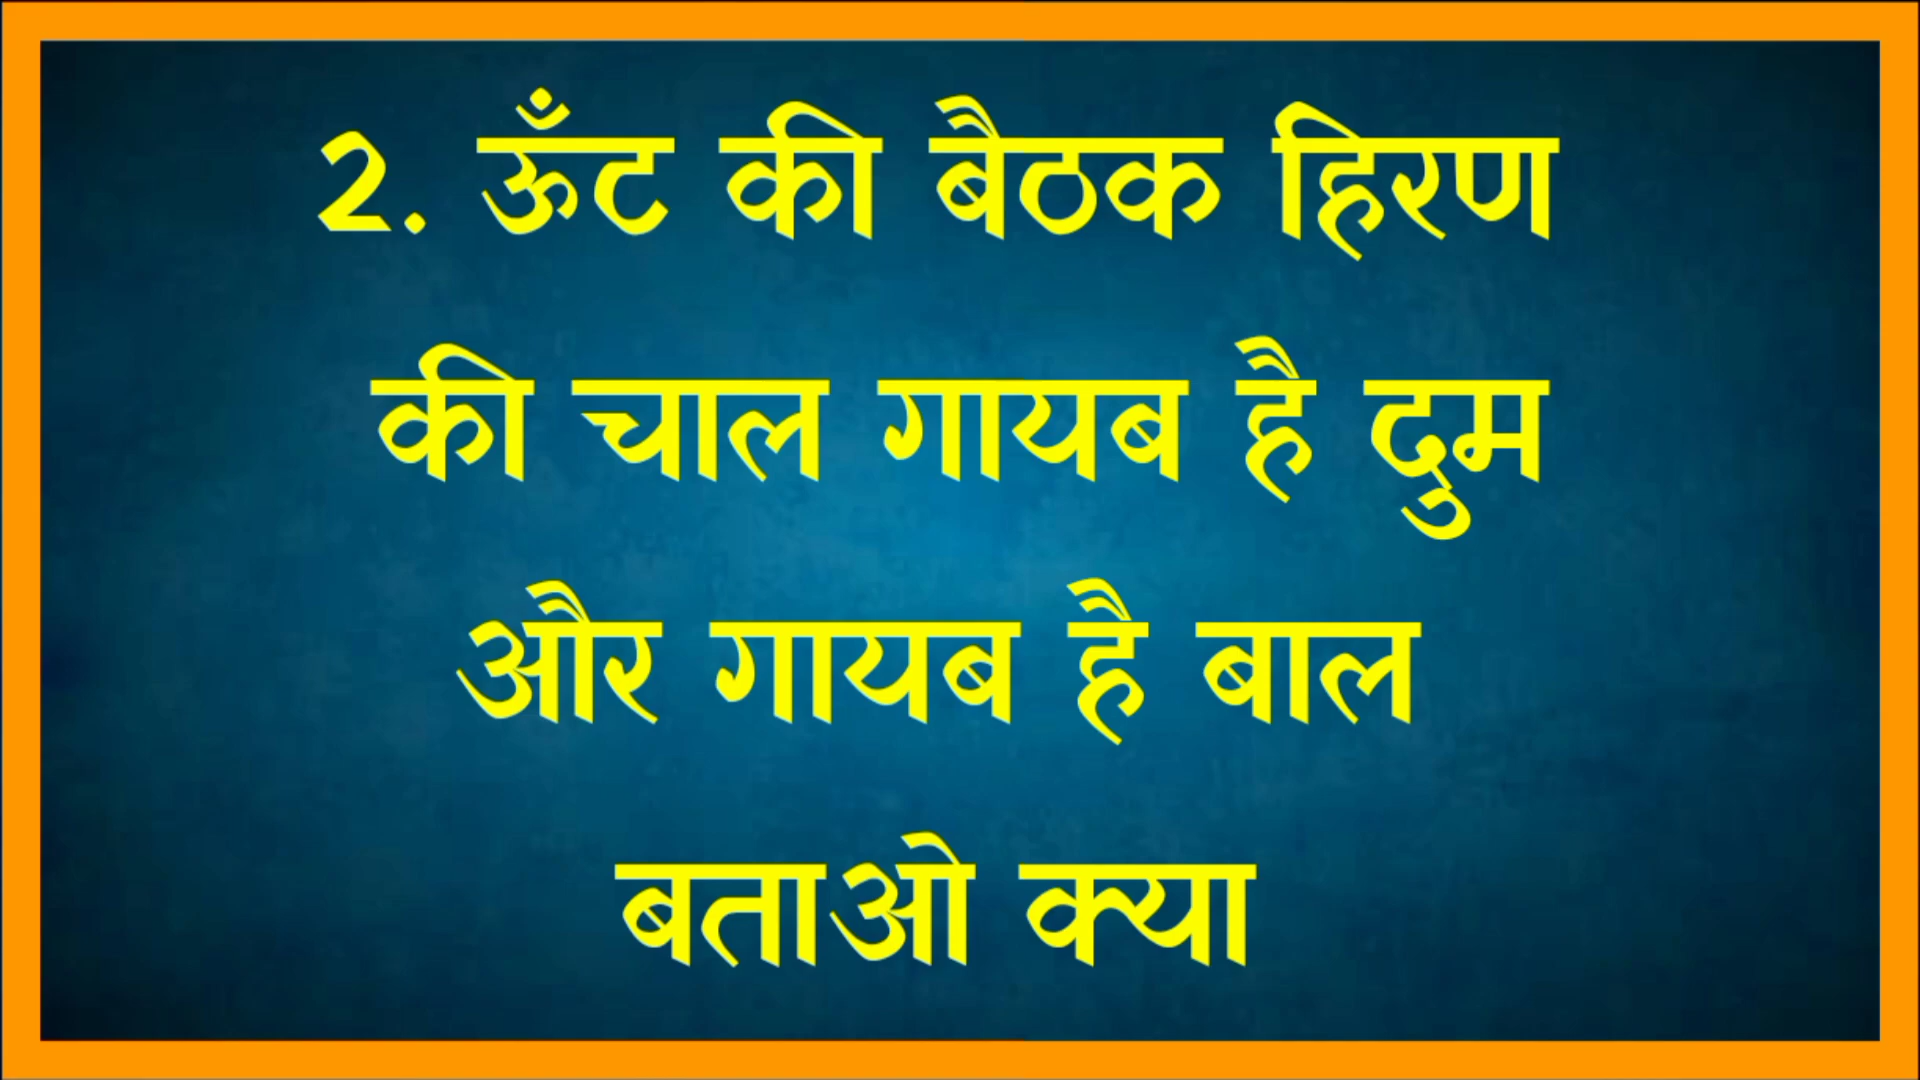 2. ऊँट की बैठक हिरण
की चाल गायब है दुम
और गायब है बाल
बताओ क्या